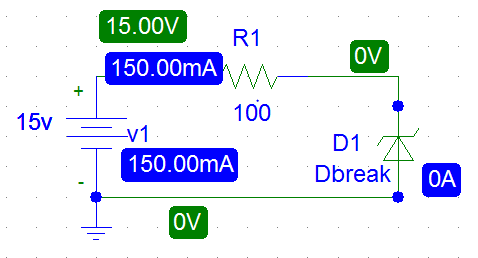 15.00V
R1
0V
150.00mA
+
100
15v
v1
D1
Dbreak
150.00mA
0A
-
0V